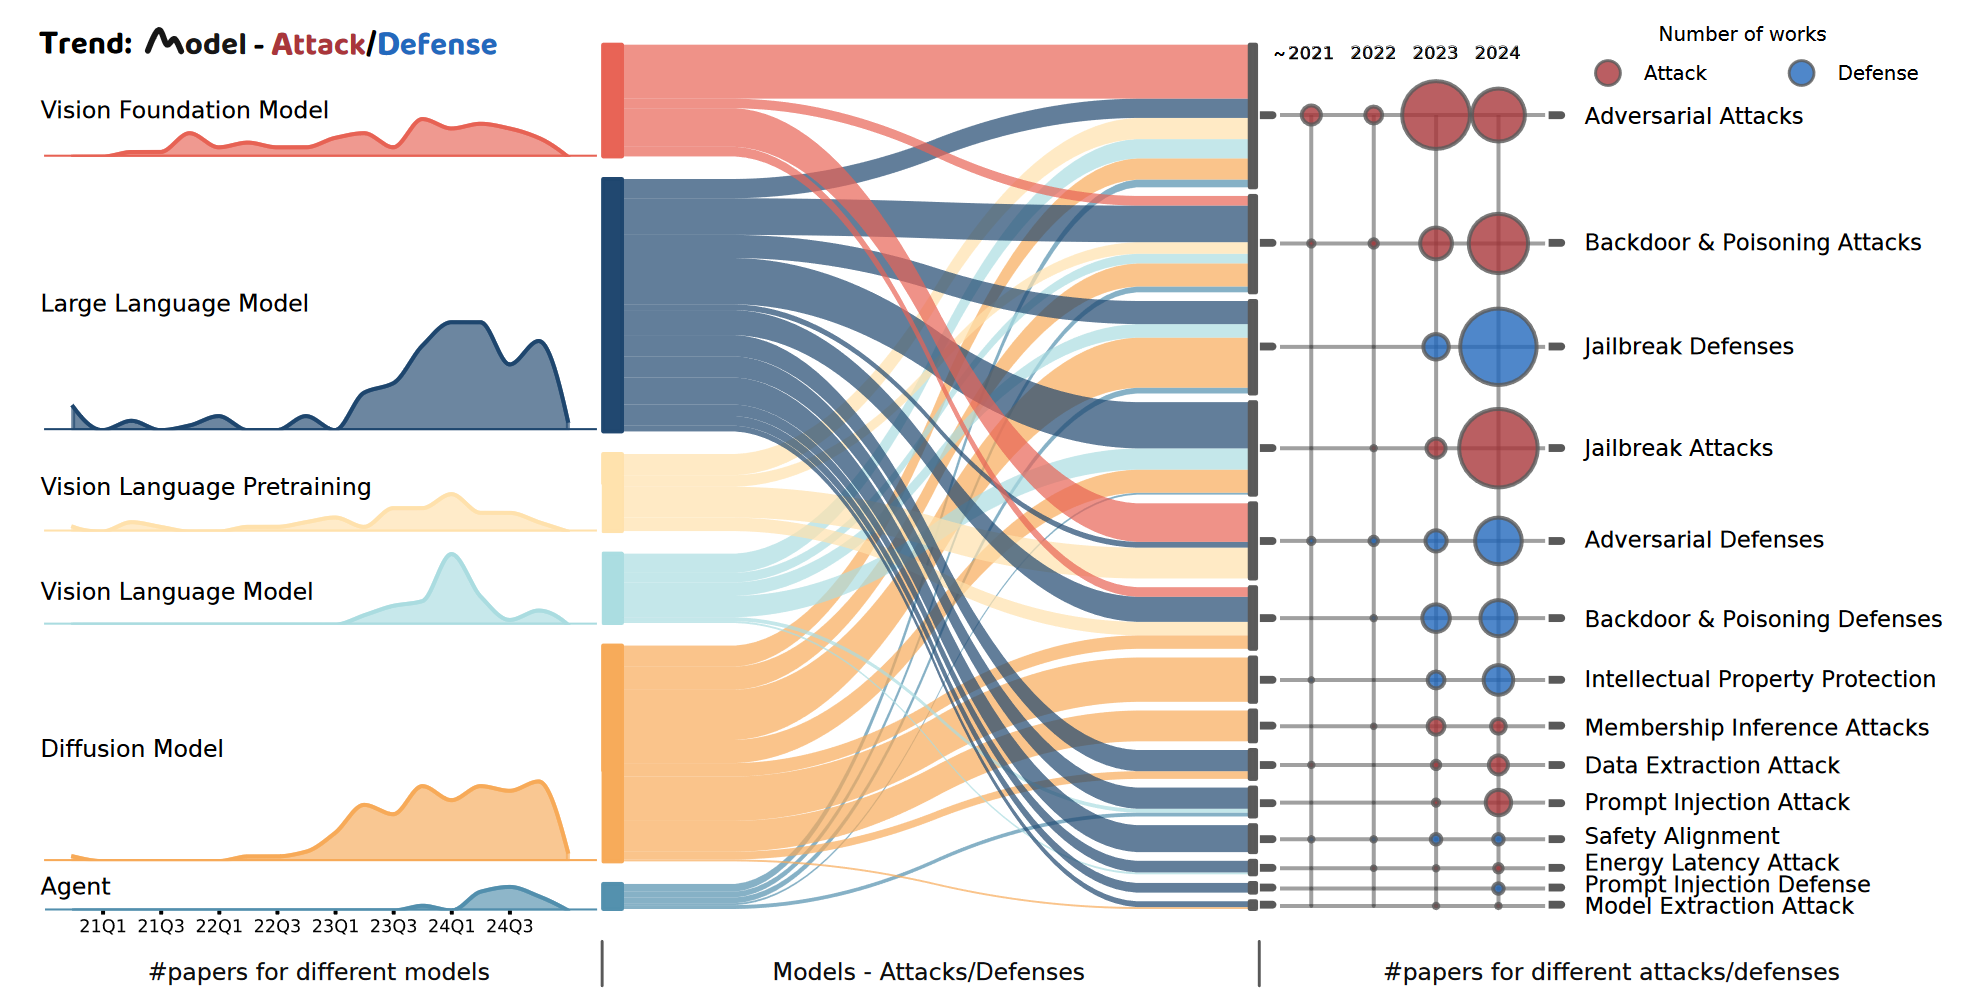 Trend: Model - Attack/Defense
Vision Foundation Model
Large Language Model
Vision Language Pretraining
Vision Language Model
Diffusion Model
Agent
21Q1 21Q3 22Q1 22Q3 23Q1 23Q3 24Q1 24Q3
#papers for different models
Models - Attacks/Defenses
~2021 2022 2023 2024
Number of works
Attack Defense
Adversarial Attacks
Backdoor & Poisoning Attacks
Jailbreak Defenses
Jailbreak Attacks
Adversarial Defenses
Backdoor & Poisoning Defenses
Intellectual Property Protection
Membership Inference Attacks
Data Extraction Attack
Prompt Injection Attack
Safety Alignment
Energy Latency Attack
Prompt Injection Defense
Model Extraction Attack
#papers for different attacks/defenses